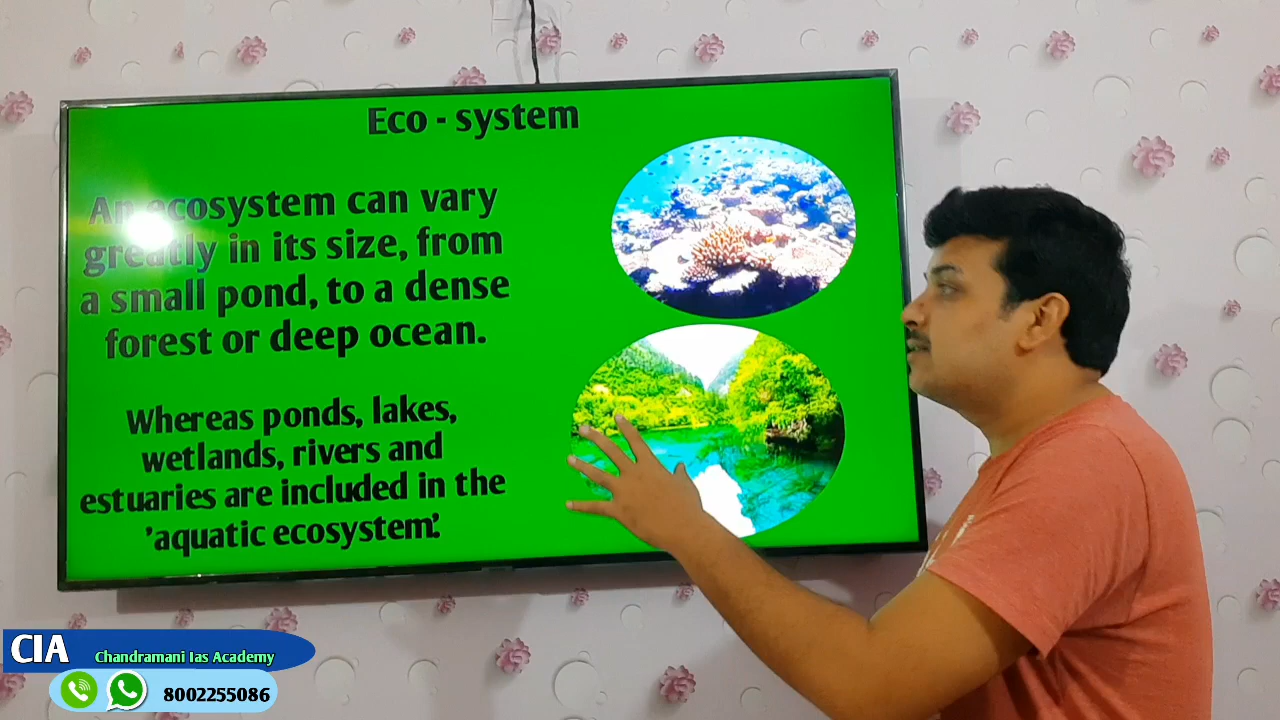 Eco - system
An ecosystem can vary
greatly in its size, from
a small pond, to a dense
forest or deep ocean.
Whereas ponds, lakes,
wetlands, rivers and
estuaries are included in the
'aquatic ecosystem'.
CIA Chandramani Ias Academy
8002255086